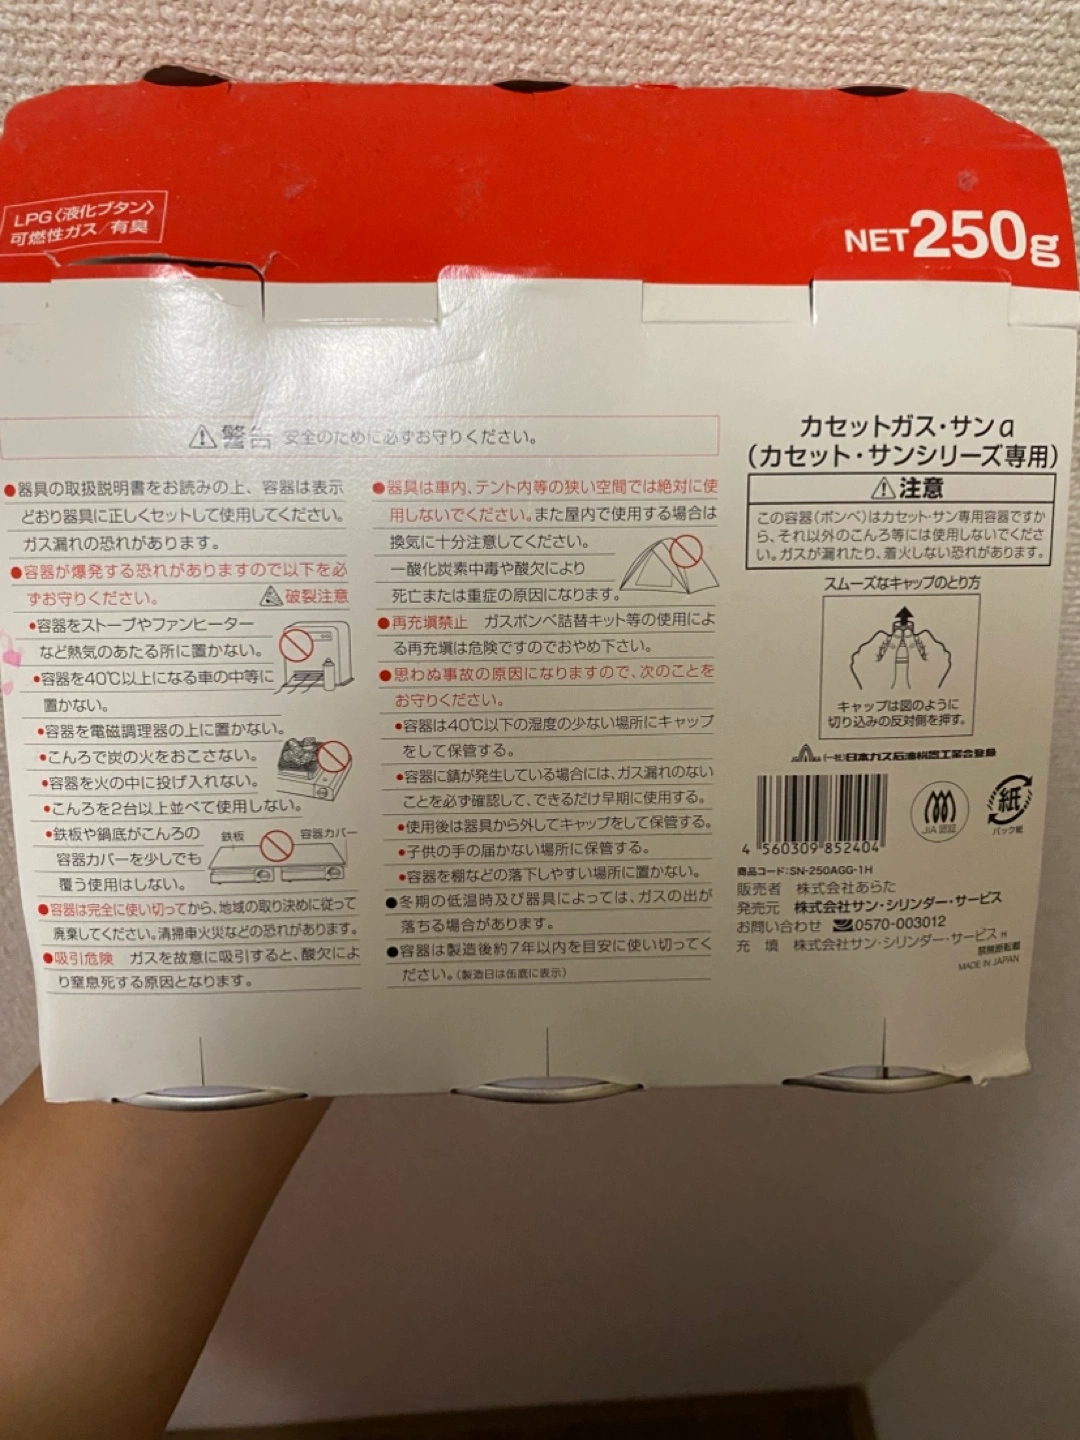 LPG〈液化ブタン〉
可燃性ガス/有臭
NET250g
⚠警告 安全のために必ずお守りください。
●器具の取扱説明書をお読みの上、容器は表示
どおり器具に正しくセットして使用してください。
ガス漏れの恐れがあります。
●容器が爆発する恐れがありますので以下を必
ずお守りください。
破裂注意
•容器をストーブやファンヒーター
など熱気のあたる所に置かない。
•容器を40℃以上になる車の中等に
置かない。
•容器を電磁調理器の上に置かない。
•こんろで炭の火をおこさない。
•容器を火の中に投げ入れない。
•こんろを2台以上並べて使用しない。
•鉄板や鍋底がこんろの
容器カバーを少しでも
覆う使用はしない。
鉄板
容器カバー
●容器は完全に使い切ってから、地域の取り決めに従って
廃棄してください。清掃車火災などの恐れがあります。
●吸引危険 ガスを故意に吸引すると、酸欠によ
り窒息死する原因となります。
●器具は車内、テント内等の狭い空間では絶対に使
用しないでください。また屋内で使用する場合は
換気に十分注意してください。
一酸化炭素中毒や酸欠により
死亡または重症の原因になります。
●再充塡禁止 ガスボンベ詰替キット等の使用によ
る再充塡は危険ですのでおやめ下さい。
●思わぬ事故の原因になりますので、次のことを
お守りください。
•容器は40℃以下の湿度の少ない場所にキャップ
をして保管する。
•容器に錆が発生している場合には、ガス漏れのない
ことを必ず確認して、できるだけ早期に使用する。
•使用後は器具から外してキャップをして保管する。
•子供の手の届かない場所に保管する。
•容器を棚などの落下しやすい場所に置かない。
●冬期の低温時及び器具によっては、ガスの出が
落ちる場合があります。
●容器は製造後約7年以内を目安に使い切ってく
ださい。(製造日は缶底に表示)
カセットガス・サンα
(カセット・サンシリーズ専用)
⚠注意
この容器(ボンベ)はカセット・サン専用容器ですか
ら、それ以外のこんろ等には使用しないでくださ
い。ガスが漏れたり、着火しない恐れがあります。
スムーズなキャップのとり方
キャップは図のように
切り込みの反対側を押す。
(一社)日本ガス石油機器工業会登録
4 560309 852404
JIA 認証
紙
パック紙
商品コード:SN-250AGG-1H
販売者 株式会社あらた
発売元 株式会社サン・シリンダー・サービス
お問い合わせ 0570-003012
充 塡 株式会社サン・シリンダー・サービス H
禁無断転載
MADE IN JAPAN